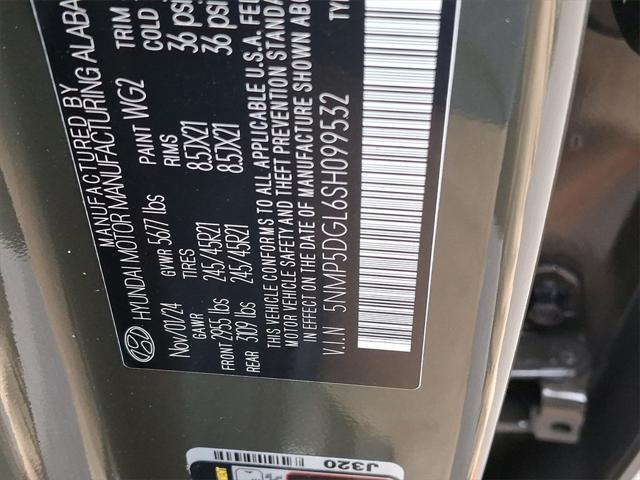 MANUFACTURED BY
HYUNDAI MOTOR MANUFACTURING ALABA
Nov/01/24 GVWR 5677 lbs PAINT WG2 TRIM
GAWR TIRES RIMS COLD
FRONT 2955 lbs 245/45R21 8.5JX21 36 psi
REAR 3109 lbs 245/45R21 8.5JX21 36 psi
THIS VEHICLE CONFORMS TO ALL APPLICABLE U.S.A. FE
MOTOR VEHICLE SAFETY AND THEFT PREVENTION STANDA
IN EFFECT ON THE DATE OF MANUFACTURE SHOWN ABOV
V.I.N 5NMP5DGL6SH099532 TY
J320